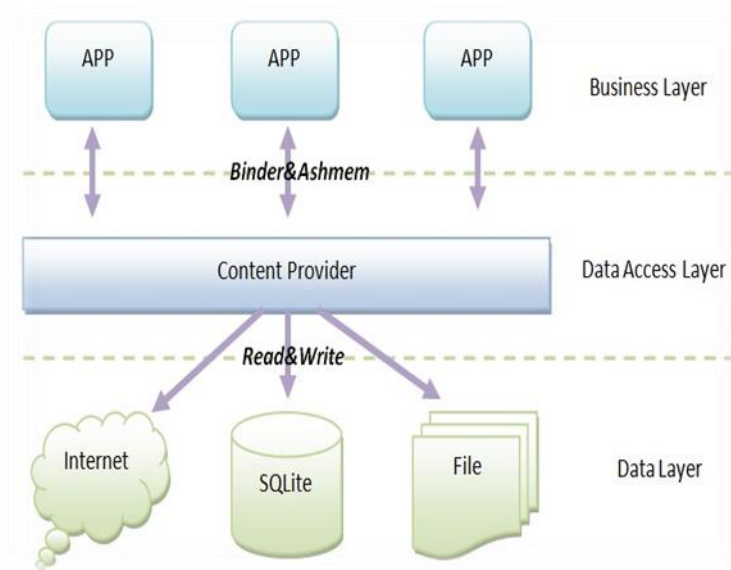 APP
APP
APP
Business Layer
Binder&Ashmem
Content Provider
Data Access Layer
Read&Write
Internet
SQLite
File
Data Layer